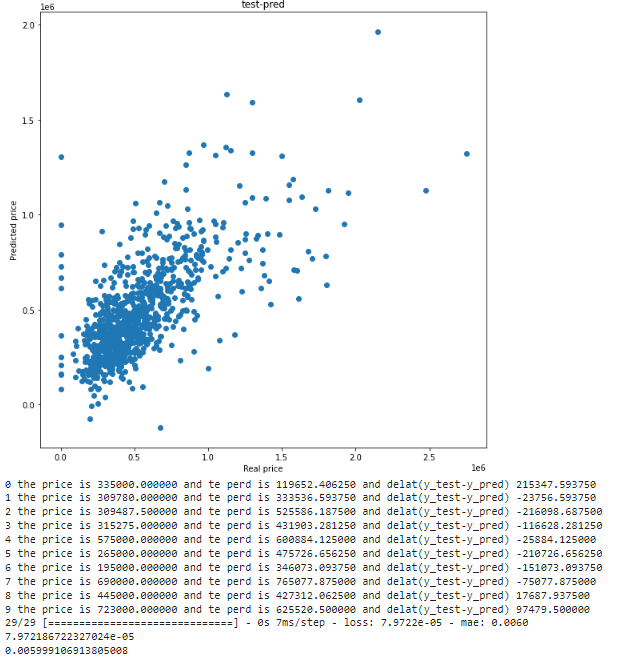 test-pred
1e6
2.0
1.5
1.0
0.5
0.0
Predicted price
0.0 0.5 1.0 1.5 2.0 2.5
Real price
1e6
0 the price is 335000.000000 and te perd is 119652.406250 and delat(y_test-y_pred) 215347.593750
1 the price is 309780.000000 and te perd is 333536.593750 and delat(y_test-y_pred) -23756.593750
2 the price is 309487.500000 and te perd is 525586.187500 and delat(y_test-y_pred) -216098.687500
3 the price is 315275.000000 and te perd is 431903.281250 and delat(y_test-y_pred) -116628.281250
4 the price is 575000.000000 and te perd is 600884.125000 and delat(y_test-y_pred) -25884.125000
5 the price is 265000.000000 and te perd is 475726.656250 and delat(y_test-y_pred) -210726.656250
6 the price is 195000.000000 and te perd is 346073.093750 and delat(y_test-y_pred) -151073.093750
7 the price is 690000.000000 and te perd is 765077.875000 and delat(y_test-y_pred) -75077.875000
8 the price is 445000.000000 and te perd is 427312.062500 and delat(y_test-y_pred) 17687.937500
9 the price is 723000.000000 and te perd is 625520.500000 and delat(y_test-y_pred) 97479.500000
29/29 [==============================] - 0s 7ms/step - loss: 7.9722e-05 - mae: 0.0060
7.972186722327024e-05
0.005999106913805008